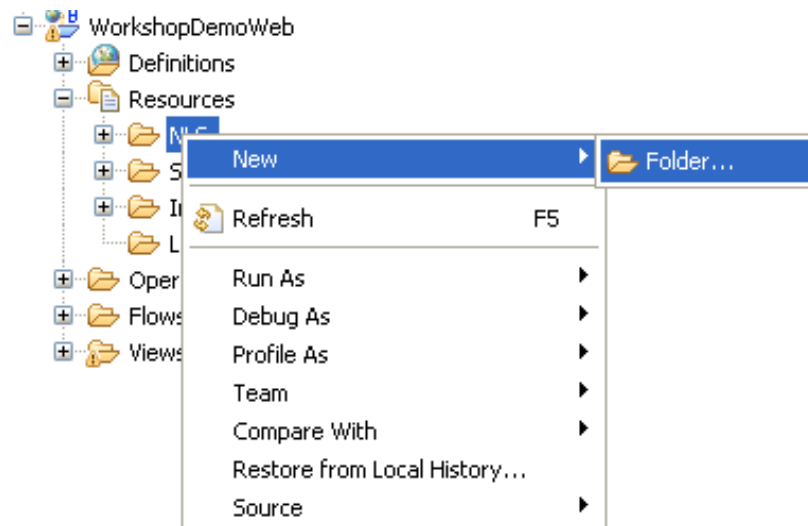 WorkshopDemoWeb
Definitions
Resources
New
Folder...
Refresh F5
Run As
Debug As
Profile As
Team
Compare With
Restore from Local History...
Source
Views